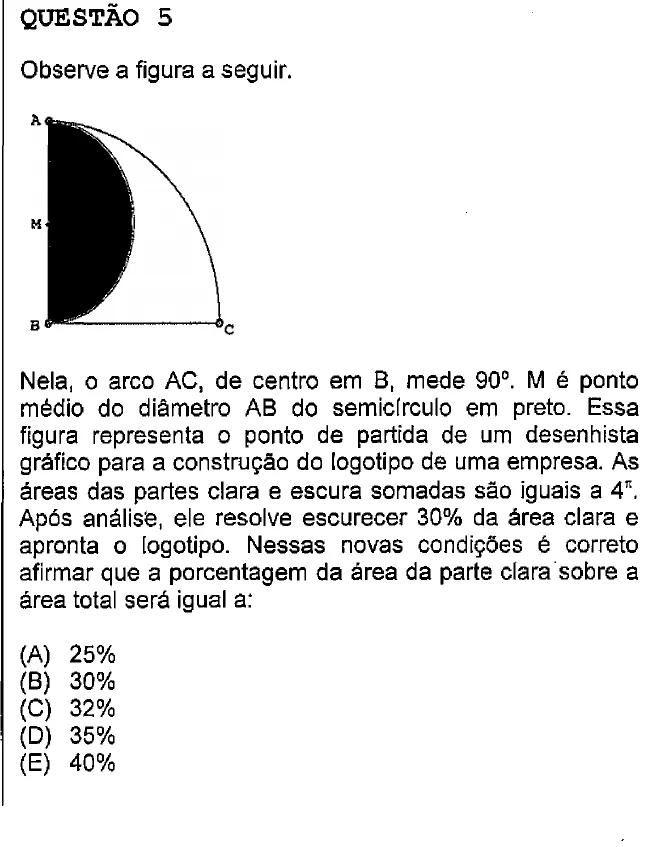 QUESTÃO 5
Observe a figura a seguir.
A
M
B
C
Nela, o arco AC, de centro em B, mede 90º. M é ponto
médio do diâmetro AB do semicírculo em preto. Essa
figura representa o ponto de partida de um desenhista
gráfico para a construção do logotipo de uma empresa. As
áreas das partes clara e escura somadas são iguais a 4π.
Após análise, ele resolve escurecer 30% da área clara e
apronta o logotipo. Nessas novas condições é correto
afirmar que a porcentagem da área da parte clara sobre a
área total será igual a:
(A) 25%
(B) 30%
(C) 32%
(D) 35%
(E) 40%